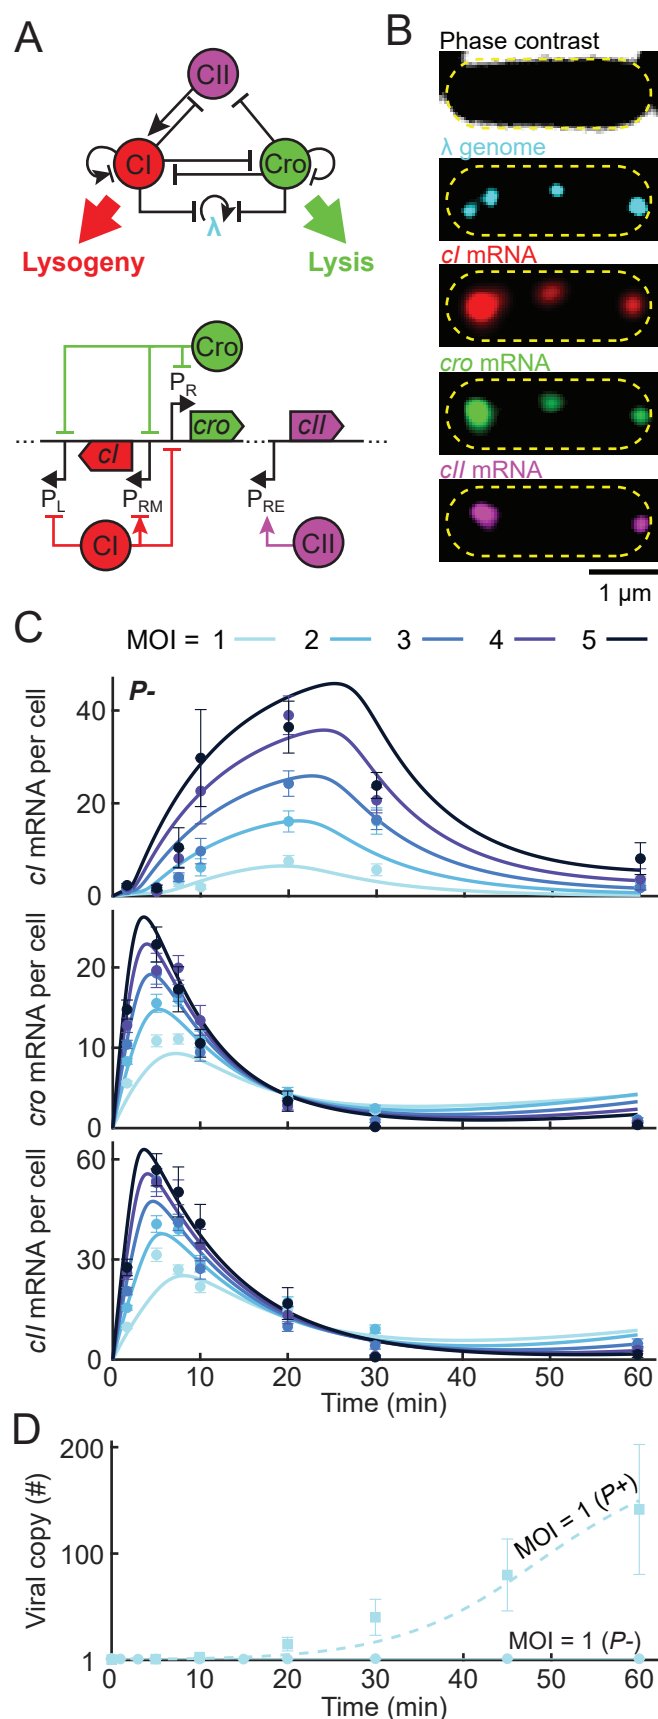 A
CII
CI
Cro
λ
Lysogeny
Lysis
Cro
PR
...
cI
cro
cII
...
PL
PRM
PRE
CI
CII
B
Phase contrast
λ genome
cI mRNA
cro mRNA
cII mRNA
1 µm
C
MOI = 1 2 3 4 5
P-
cI mRNA per cell
40
20
0
cro mRNA per cell
20
10
0
cII mRNA per cell
60
30
0
0 10 20 30 40 50 60
Time (min)
D
Viral copy (#)
200
100
1
MOI = 1 (P+)
MOI = 1 (P-)
0 10 20 30 40 50 60
Time (min)